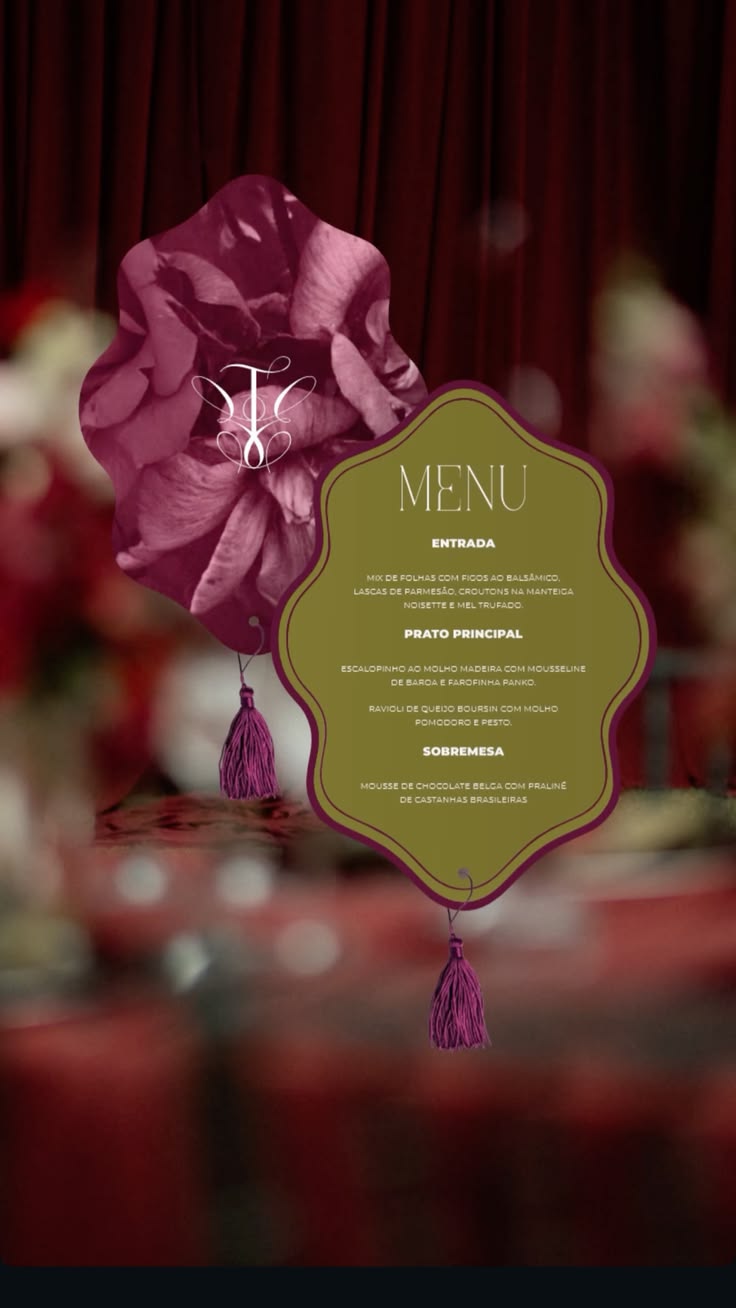 MENU
ENTRADA
MIX DE FOLHAS COM FIGOS AO BALSÂMICO,
LASCAS DE PARMESÃO, CROUTONS NA MANTEIGA
NOISETTE E MEL TRUFADO.
PRATO PRINCIPAL
ESCALOPINHO AO MOLHO MADEIRA COM MOUSSELINE
DE BAROA E FAROFINHA PANKO.
RAVIOLI DE QUEIJO BOURSIN COM MOLHO
POMODORO E PESTO.
SOBREMESA
MOUSSE DE CHOCOLATE BELGA COM PRALINÉ
DE CASTANHAS BRASILEIRAS